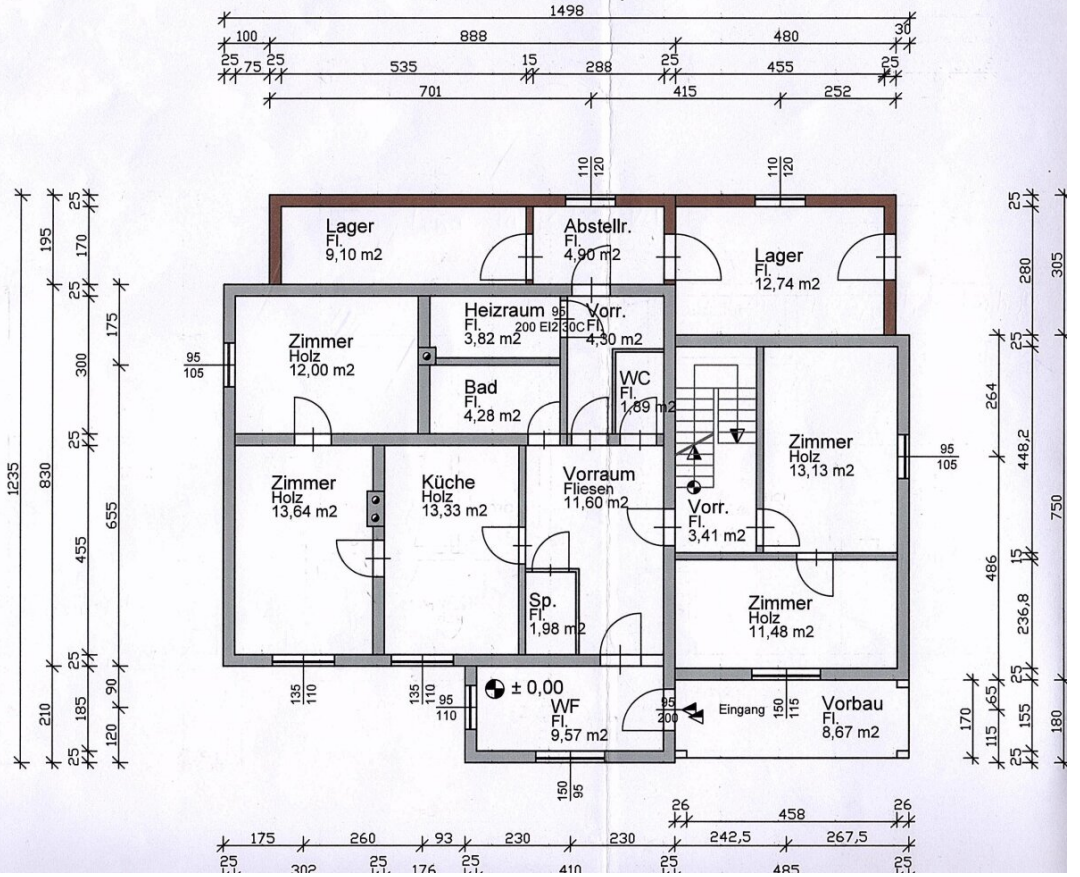 1498
100 888 480 30
25 75 25 535 15 288 25 455 25
701 415 252
110
120
110
120
Lager
Fl.
9,10 m2
Abstellr.
Fl.
4,90 m2
Lager
Fl.
12,74 m2
Zimmer
Holz
12,00 m2
Heizraum
Fl.
3,82 m2
95
200 EI2 30C
Vorr.
Fl.
4,30 m2
Bad
Fl.
4,28 m2
WC
Fl.
1,89 m2
Zimmer
Holz
13,13 m2
Zimmer
Holz
13,64 m2
Küche
Holz
13,33 m2
Vorraum
Fliesen
11,60 m2
Vorr.
Fl.
3,41 m2
Sp.
Fl.
1,98 m2
Zimmer
Holz
11,48 m2
± 0,00
WF
Fl.
9,57 m2
95
200
Eingang
Vorbau
Fl.
8,67 m2
95
105
95
105
135
110
135
110
95
110
150
95
150
115
1235
195 830 210
25 170 25 300 25 455 25 185 25
175 655 90 120
264 486 65 115
170
25 280 25 448,2 15 236,8 25 155 25
305 750 180
26 458 26
175 260 93 230 230 242,5 267,5
25 302 25 176 410 25 485 25